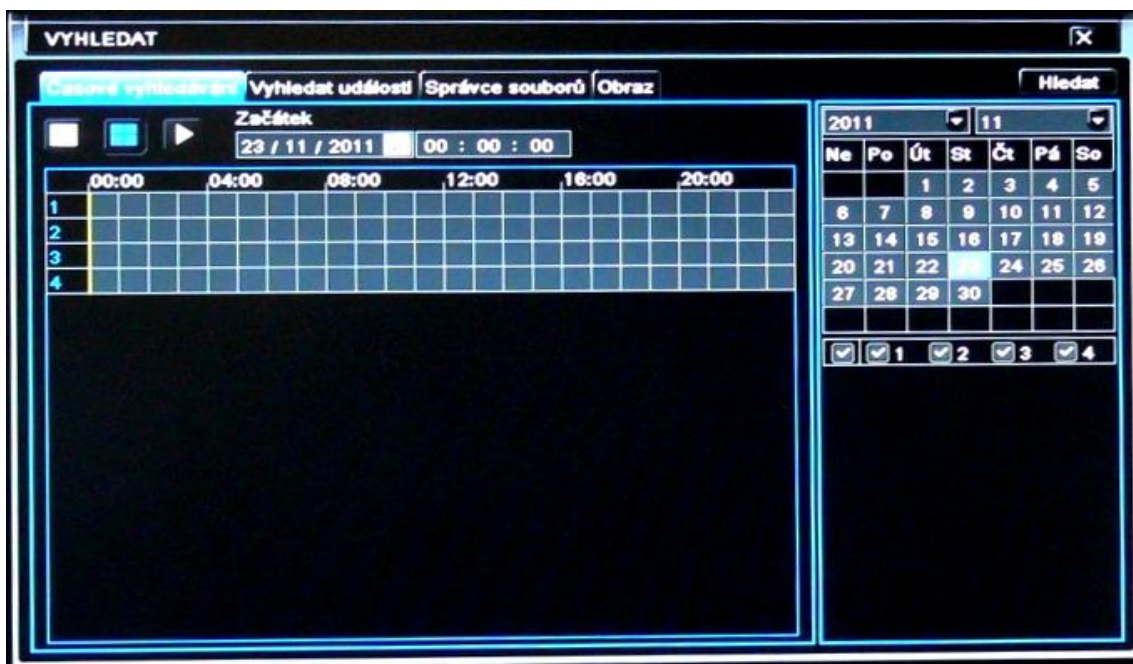 VYHLEDAT
Časové vyhledávání Vyhledat události Správce souborů Obraz Hledat
Začátek
23 / 11 / 2011 00 : 00 : 00
00:00 04:00 08:00 12:00 16:00 20:00
1
2
3
4
2011 11
Ne Po Út St Čt Pá So
1 2 3 4 5
6 7 8 9 10 11 12
13 14 15 16 17 18 19
20 21 22 23 24 25 26
27 28 29 30
1 2 3 4